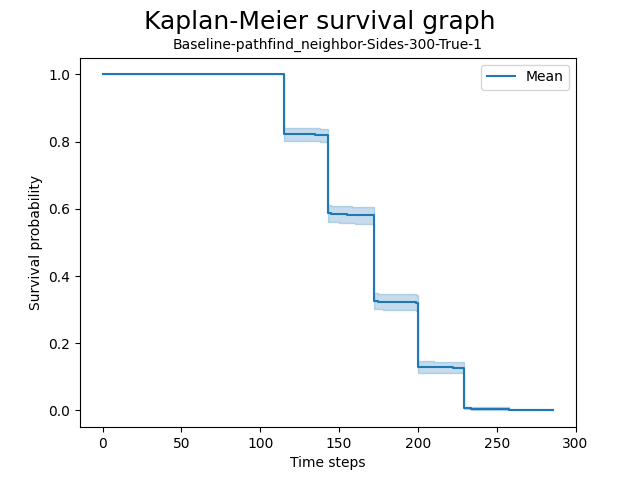 Kaplan-Meier survival graph
Baseline-pathfind_neighbor-Sides-300-True-1
Mean
1.0
0.8
0.6
0.4
0.2
0.0
Survival probability
0 50 100 150 200 250 300
Time steps